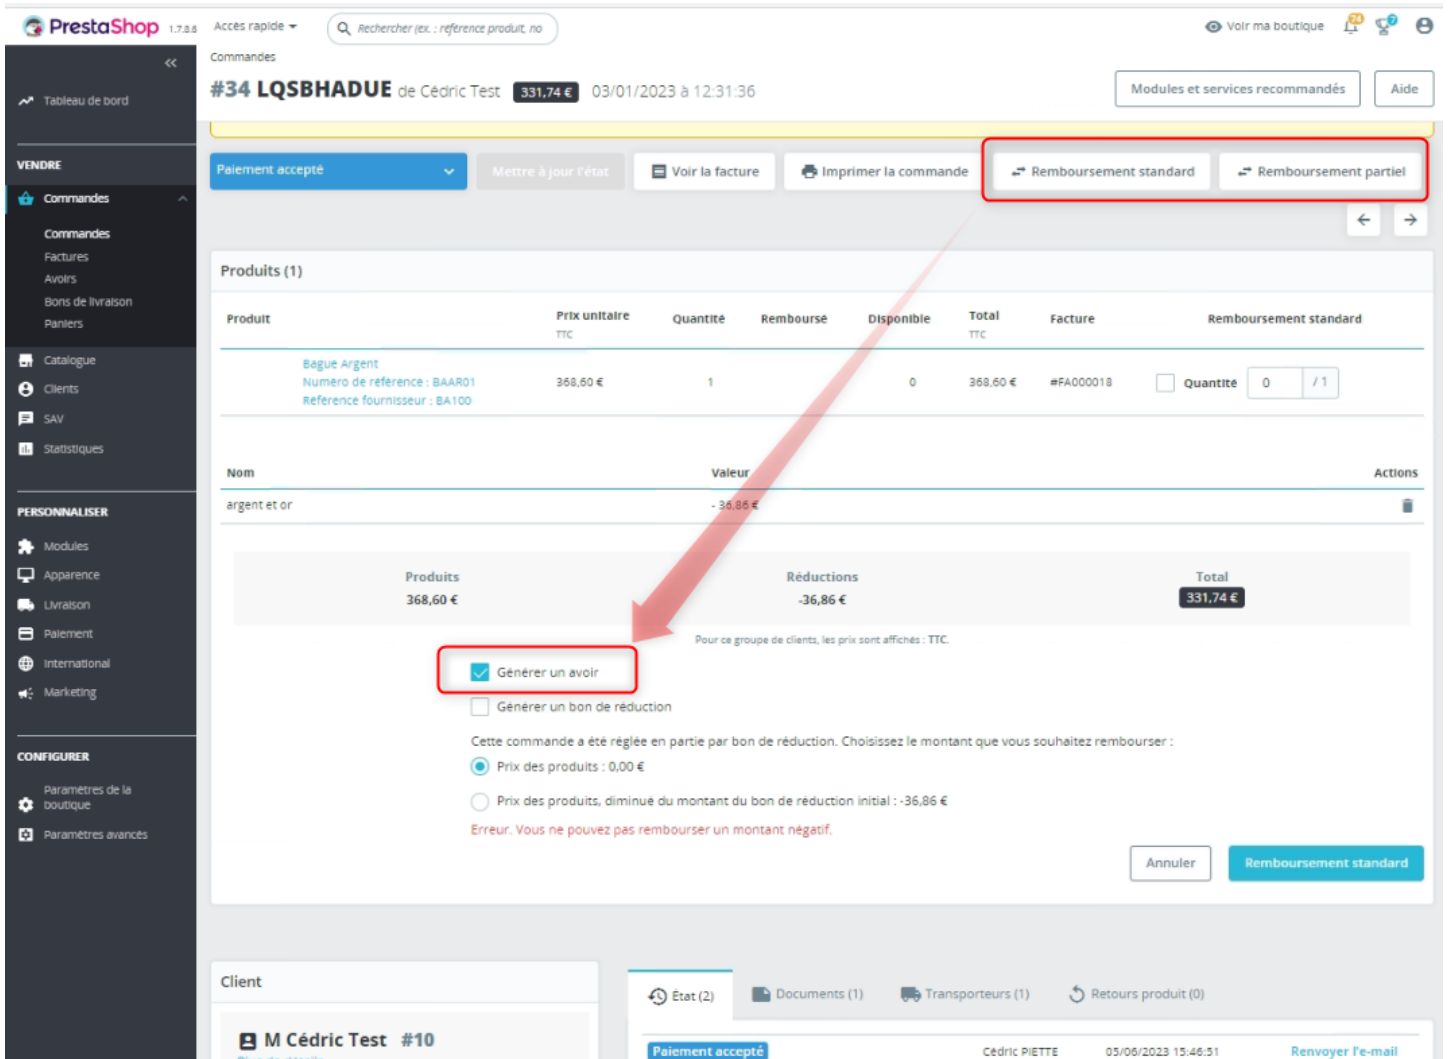 PrestaShop 1.7.8.6
Accès rapide
Rechercher (ex. : référence produit, no
Voir ma boutique
74
7
Commandes
#34 LQSBHADUE de Cédric Test 331,74 € 03/01/2023 à 12:31:36
Modules et services recommandés
Aide
Tableau de bord
VENDRE
Commandes
Commandes
Factures
Avoirs
Bons de livraison
Paniers
Catalogue
Clients
SAV
Statistiques
PERSONNALISER
Modules
Apparence
Livraison
Paiement
International
Marketing
CONFIGURER
Paramètres de la
boutique
Paramètres avancés
Paiement accepté
Mettre à jour l'état
Voir la facture
Imprimer la commande
Remboursement standard
Remboursement partiel
Produits (1)
Produit Prix unitaire Quantité Remboursé Disponible Total Facture Remboursement standard
TTC TTC
Bague Argent
Numéro de référence : BAAR01
Référence fournisseur : BA100
368,60 € 1 0 368,60 € #FA000018 Quantité 0 / 1
Nom Valeur Actions
argent et or - 36,86 €
Produits Réductions Total
368,60 € -36,86 € 331,74 €
Pour ce groupe de clients, les prix sont affichés : TTC.
Générer un avoir
Générer un bon de réduction
Cette commande a été réglée en partie par bon de réduction. Choisissez le montant que vous souhaitez rembourser :
Prix des produits : 0,00 €
Prix des produits, diminué du montant du bon de réduction initial : -36,86 €
Erreur. Vous ne pouvez pas rembourser un montant négatif.
Annuler
Remboursement standard
Client
M Cédric Test #10
État (2)
Documents (1)
Transporteurs (1)
Retours produit (0)
Paiement accepté Cédric PIETTE 05/06/2023 15:46:51 Renvoyer l'e-mail